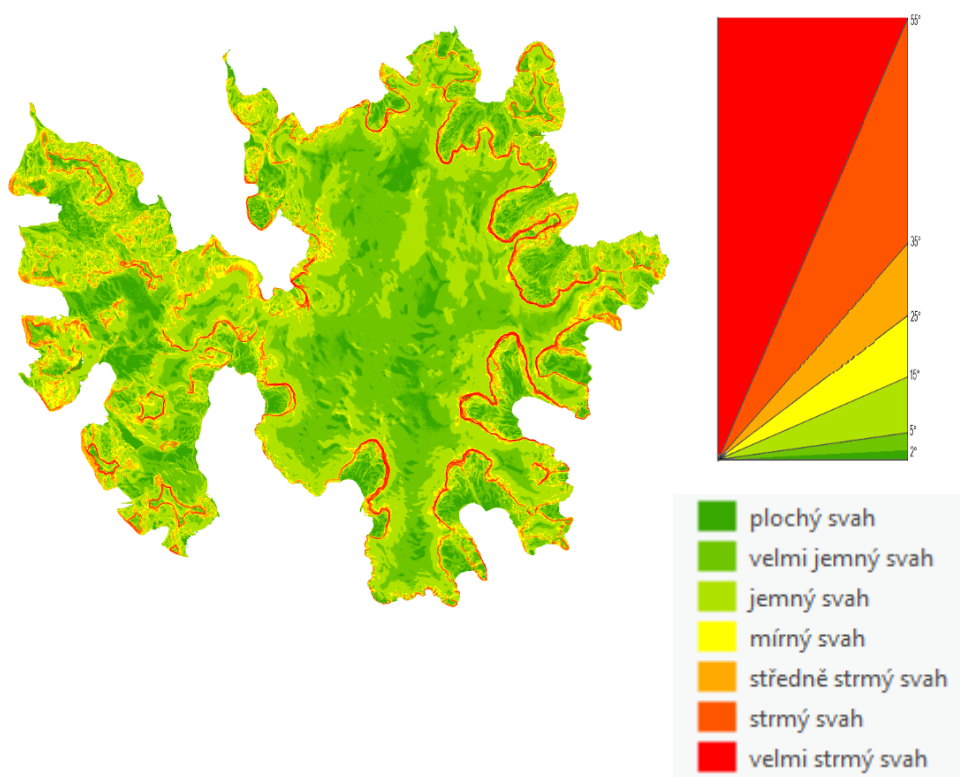 55°
35°
25°
15°
5°
2°
plochý svah
velmi jemný svah
jemný svah
mírný svah
středně strmý svah
strmý svah
velmi strmý svah